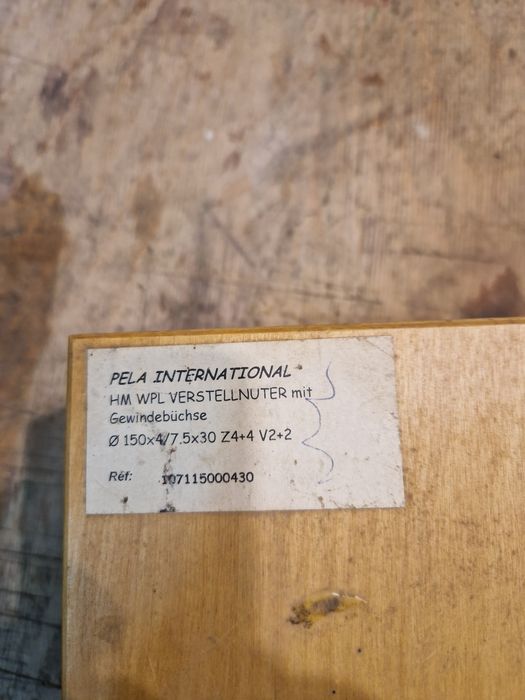 PELA INTERNATIONAL
HM WPL VERSTELLNUTER mit
Gewindebüchse
Ø 150x4/7.5x30 Z4+4 V2+2
Réf: 107115000430